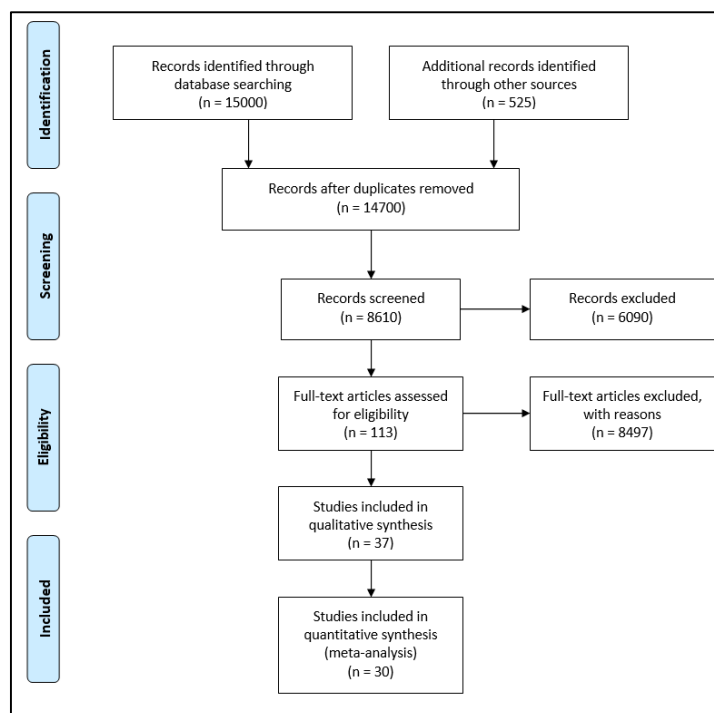 Identification
Records identified through
database searching
(n = 15000)
Additional records identified
through other sources
(n = 525)
Records after duplicates removed
(n = 14700)
Screening
Records screened
(n = 8610)
Records excluded
(n = 6090)
Eligibility
Full-text articles assessed
for eligibility
(n = 113)
Full-text articles excluded,
with reasons
(n = 8497)
Studies included in
qualitative synthesis
(n = 37)
Included
Studies included in
quantitative synthesis
(meta-analysis)
(n = 30)